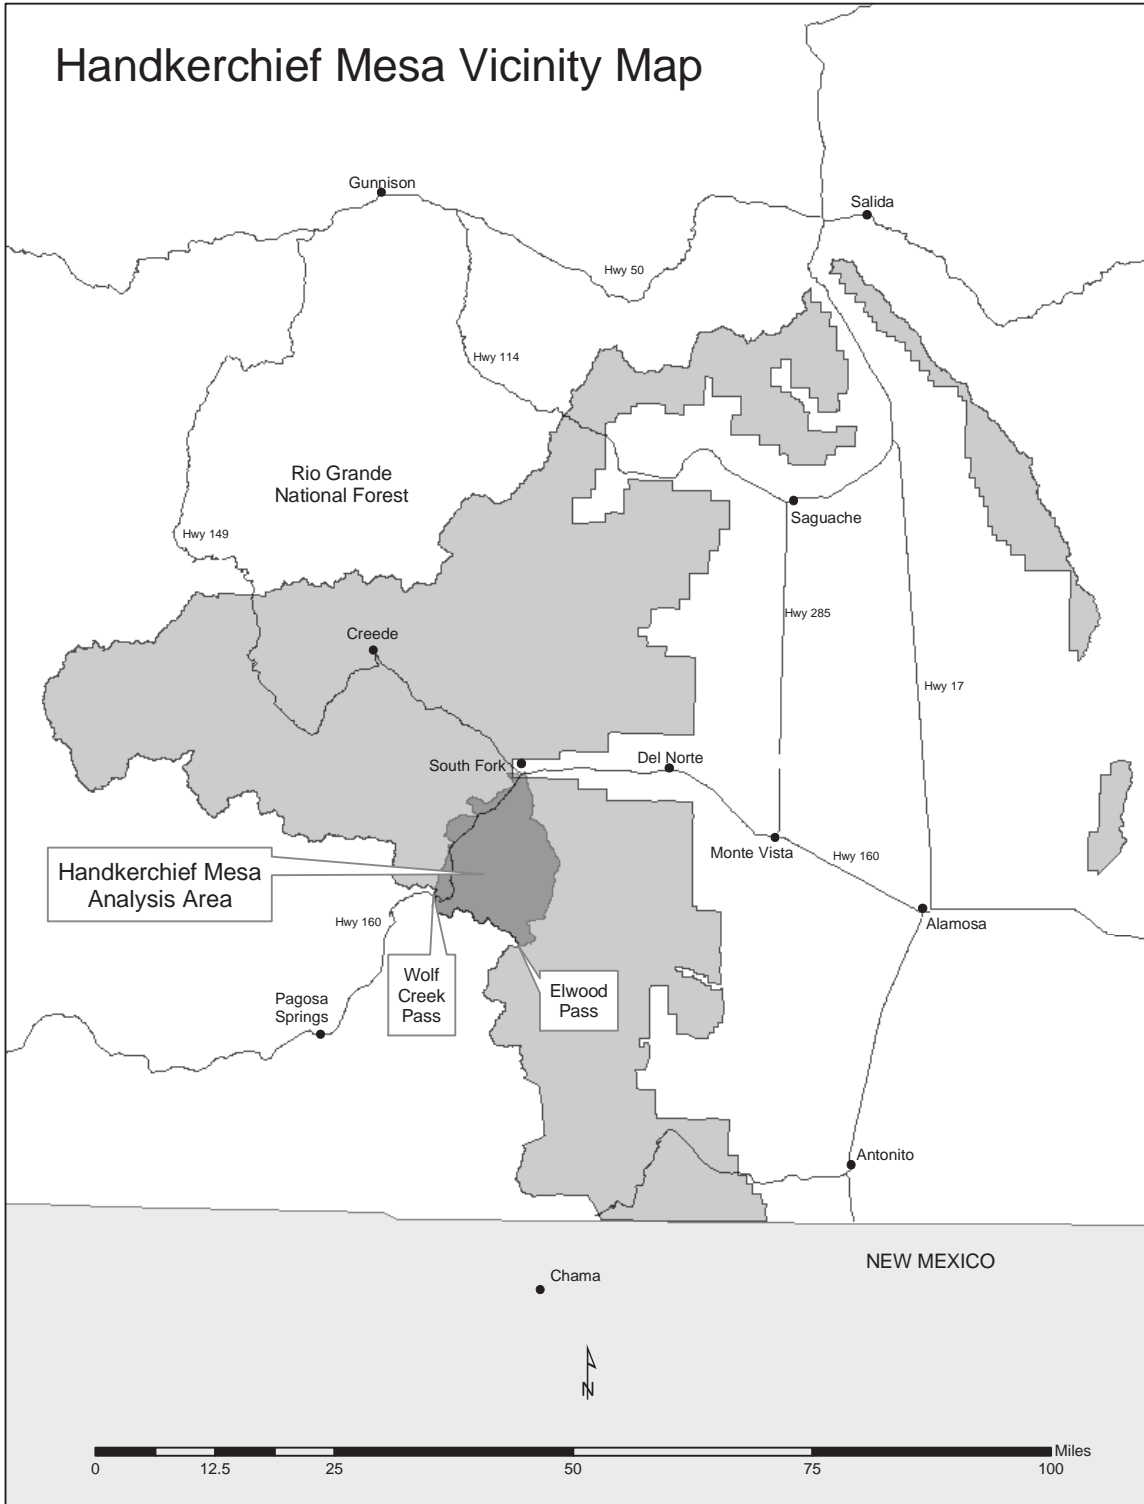 Handkerchief Mesa Vicinity Map
Gunnison
Salida
Hwy 50
Hwy 114
Rio Grande
National Forest
Saguache
Hwy 149
Hwy 285
Creede
Hwy 17
South Fork
Del Norte
Monte Vista
Hwy 160
Handkerchief Mesa
Analysis Area
Hwy 160
Alamosa
Wolf
Creek
Pass
Elwood
Pass
Pagosa
Springs
Antonito
NEW MEXICO
Chama
N
Miles
0 12.5 25 50 75 100